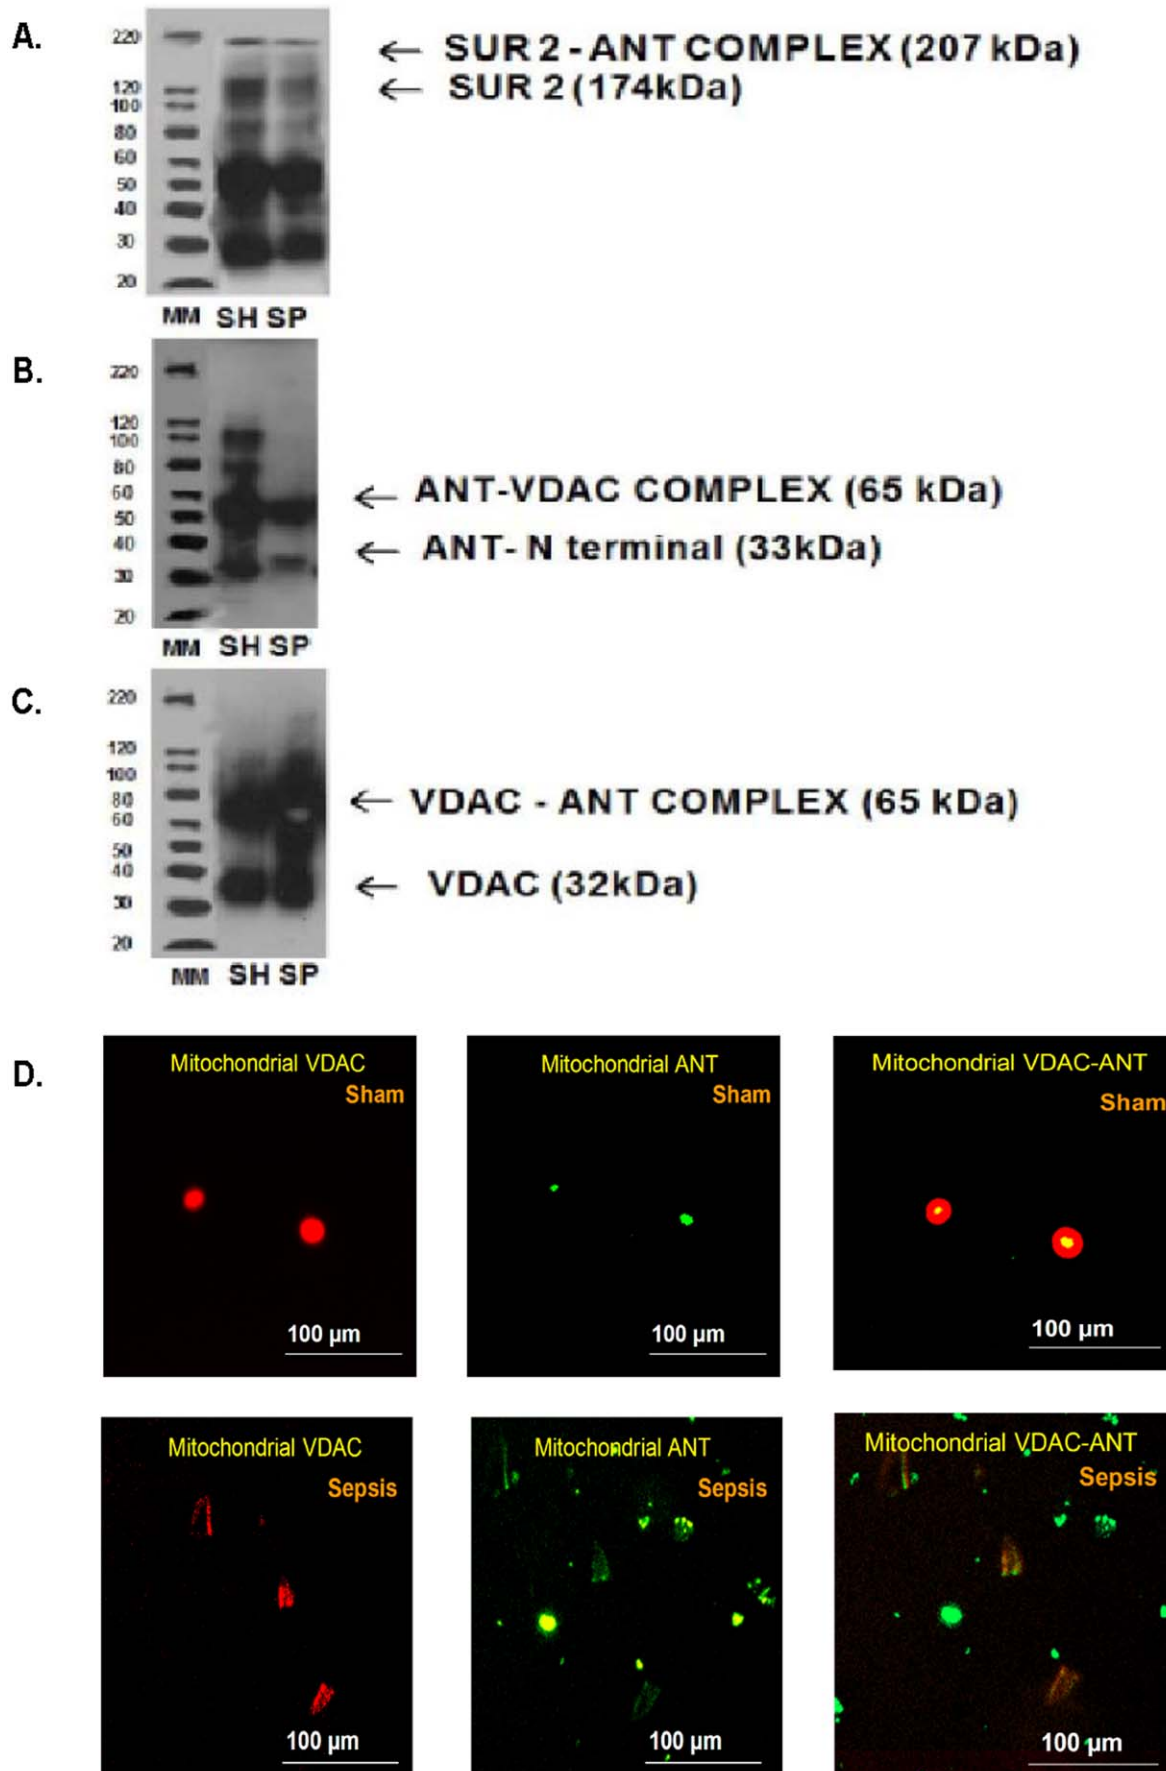 A.
220
120
100
80
60
50
40
30
20
← SUR 2 - ANT COMPLEX (207 kDa)
← SUR 2 (174kDa)
MM SH SP
B.
220
120
100
80
60
50
40
30
20
← ANT-VDAC COMPLEX (65 kDa)
← ANT- N terminal (33kDa)
MM SH SP
C.
220
120
100
80
60
50
40
30
20
← VDAC - ANT COMPLEX (65 kDa)
← VDAC (32kDa)
MM SH SP
D.
Mitochondrial VDAC
Sham
100 µm
Mitochondrial ANT
Sham
100 µm
Mitochondrial VDAC-ANT
Sham
100 µm
Mitochondrial VDAC
Sepsis
100 µm
Mitochondrial ANT
Sepsis
100 µm
Mitochondrial VDAC-ANT
Sepsis
100 µm